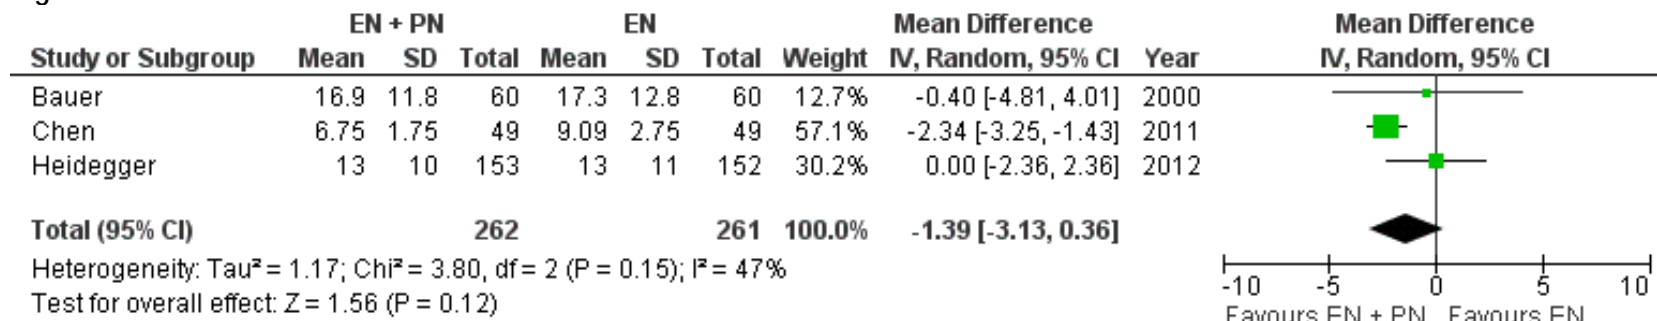 EN + PN EN Mean Difference Mean Difference
Study or Subgroup Mean SD Total Mean SD Total Weight IV, Random, 95% CI Year IV, Random, 95% CI
Bauer 16.9 11.8 60 17.3 12.8 60 12.7% -0.40 [-4.81, 4.01] 2000
Chen 6.75 1.75 49 9.09 2.75 49 57.1% -2.34 [-3.25, -1.43] 2011
Heidegger 13 10 153 13 11 152 30.2% 0.00 [-2.36, 2.36] 2012
Total (95% CI) 262 261 100.0% -1.39 [-3.13, 0.36]
Heterogeneity: Tau² = 1.17; Chi² = 3.80, df = 2 (P = 0.15); I² = 47%
Test for overall effect: Z = 1.56 (P = 0.12)
-10 -5 0 5 10
Favours EN + PN Favours EN